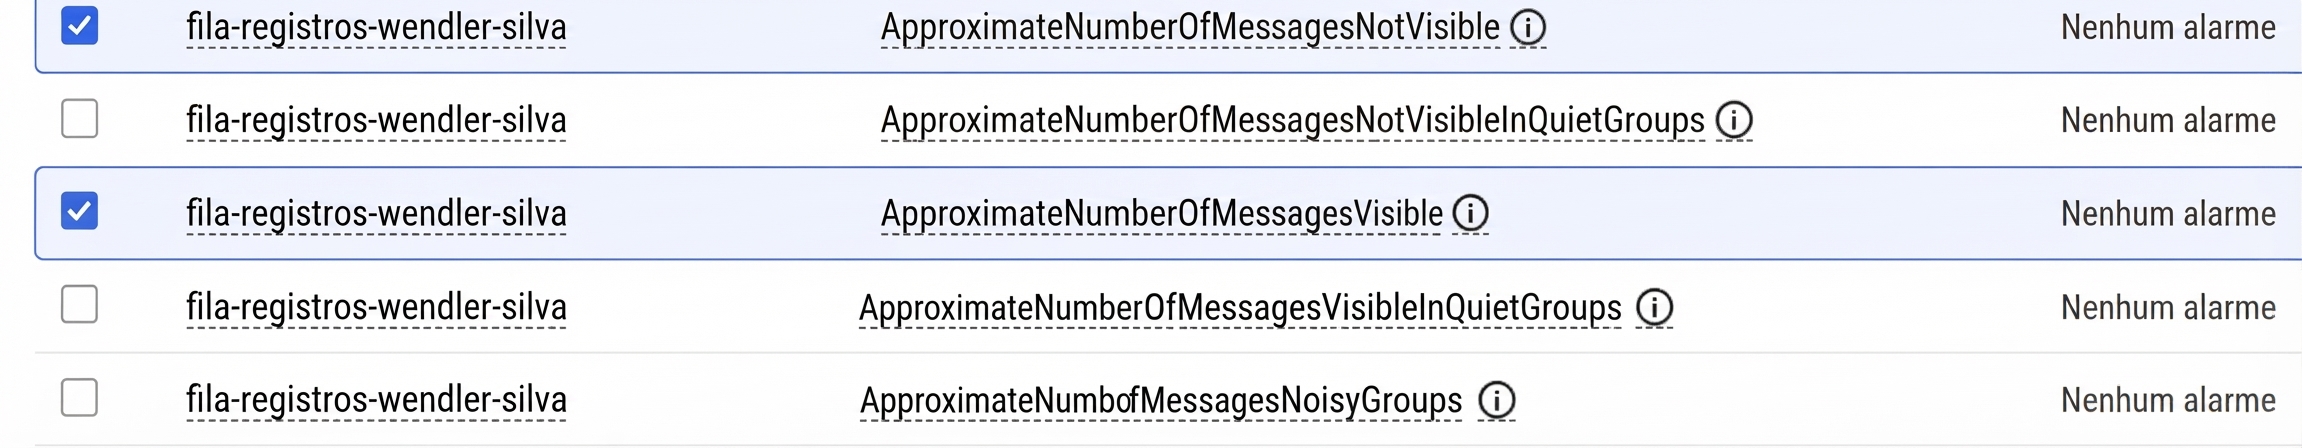 fila-registros-wendler-silva ApproximateNumberOfMessagesNotVisible Nenhum alarme
fila-registros-wendler-silva ApproximateNumberOfMessagesNotVisibleInQuietGroups Nenhum alarme
fila-registros-wendler-silva ApproximateNumberOfMessagesVisible Nenhum alarme
fila-registros-wendler-silva ApproximateNumberOfMessagesVisibleInQuietGroups Nenhum alarme
fila-registros-wendler-silva ApproximateNumbofMessagesNoisyGroups Nenhum alarme